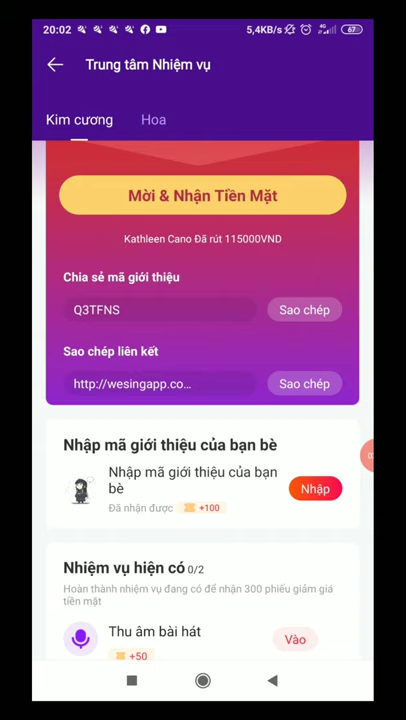 20:02
5,4KB/s
4G
67
Trung tâm Nhiệm vụ
Kim cương
Hoa
Mời & Nhận Tiền Mặt
Kathleen Cano Đã rút 115000VND
Chia sẻ mã giới thiệu
Q3TFNS
Sao chép
Sao chép liên kết
http://wesingapp.co...
Sao chép
Nhập mã giới thiệu của bạn bè
Nhập mã giới thiệu của bạn
bè
Nhập
Đã nhận được
+100
Nhiệm vụ hiện có 0/2
Hoàn thành nhiệm vụ đang có để nhận 300 phiếu giảm giá
tiền mặt
Thu âm bài hát
Vào
+50